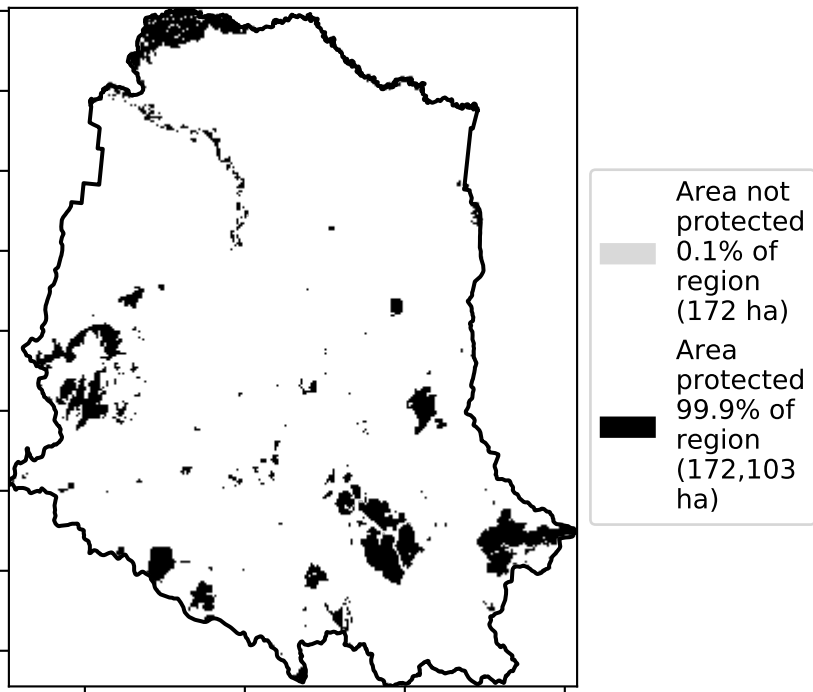 Area not
protected
0.1% of
region
(172 ha)
Area
protected
99.9% of
region
(172,103
ha)